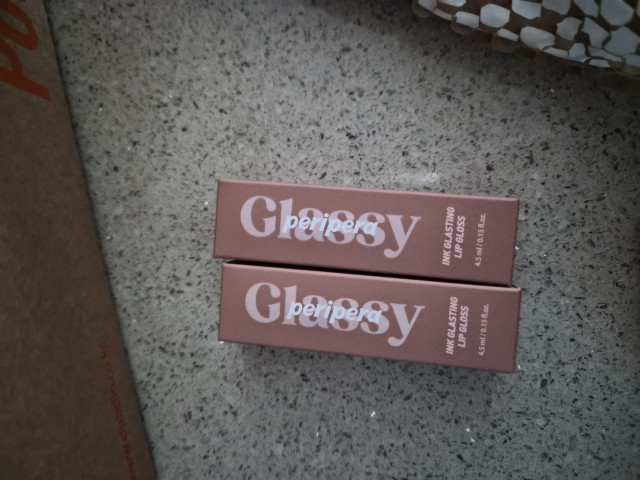 Glassy
peripera
INK GLASTING
LIP GLOSS
4.5 ml / 0.15 fl.oz.
Glassy
peripera
INK GLASTING
LIP GLOSS
4.5 ml / 0.15 fl.oz.